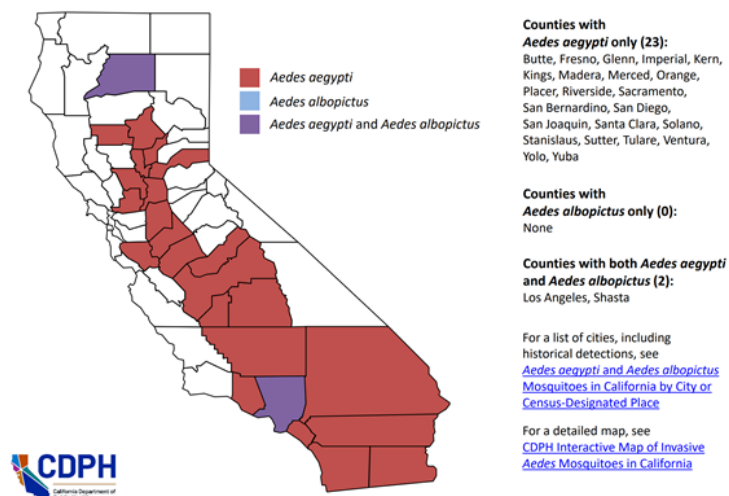 Aedes aegypti
Aedes albopictus
Aedes aegypti and Aedes albopictus
Counties with
Aedes aegypti only (23):
Butte, Fresno, Glenn, Imperial, Kern,
Kings, Madera, Merced, Orange,
Placer, Riverside, Sacramento,
San Bernardino, San Diego,
San Joaquin, Santa Clara, Solano,
Stanislaus, Sutter, Tulare, Ventura,
Yolo, Yuba
Counties with
Aedes albopictus only (0):
None
Counties with both Aedes aegypti
and Aedes albopictus (2):
Los Angeles, Shasta
For a list of cities, including
historical detections, see
Aedes aegypti and Aedes albopictus
Mosquitoes in California by City or
Census-Designated Place
For a detailed map, see
CDPH Interactive Map of Invasive
Aedes Mosquitoes in California
CDPH
California Department of